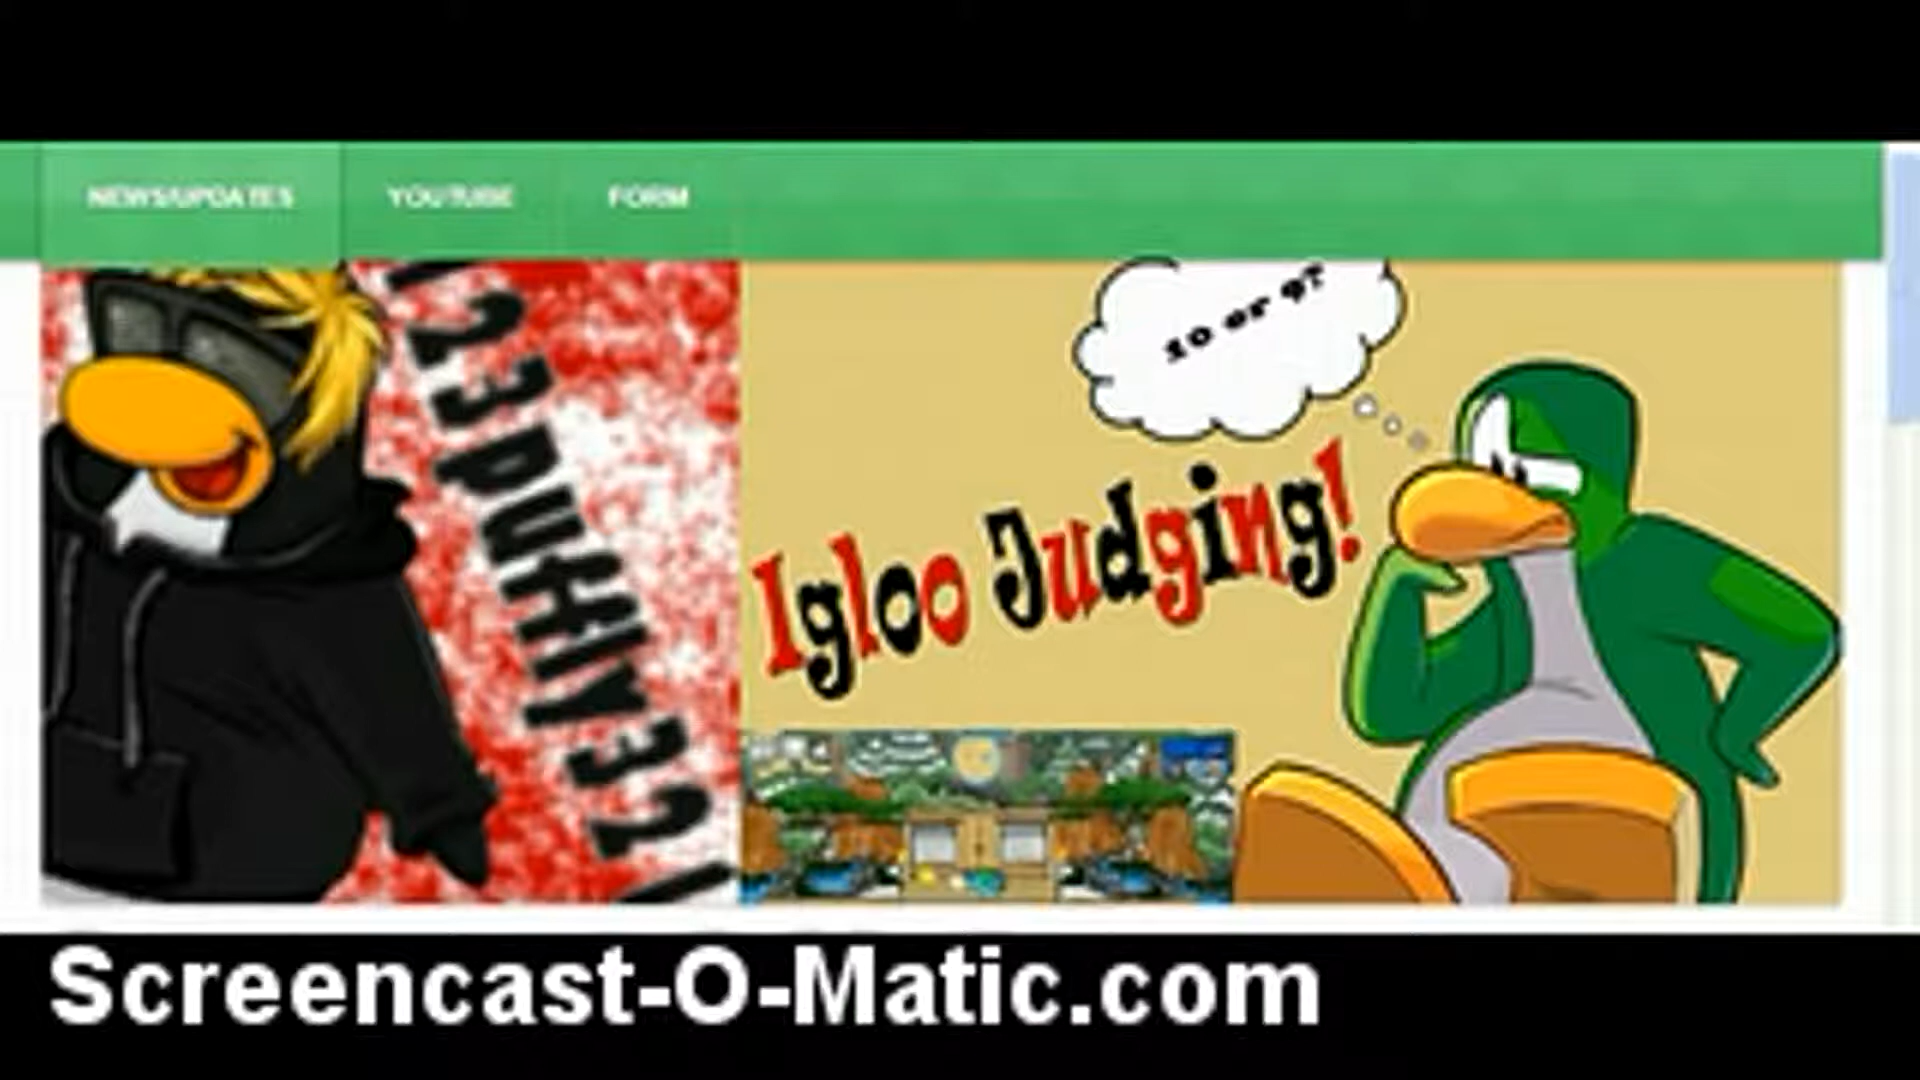 NEWS/UPDATES YOUTUBE FORM
10 or 9?
123puffly321
Igloo Judging!
Screencast-O-Matic.com